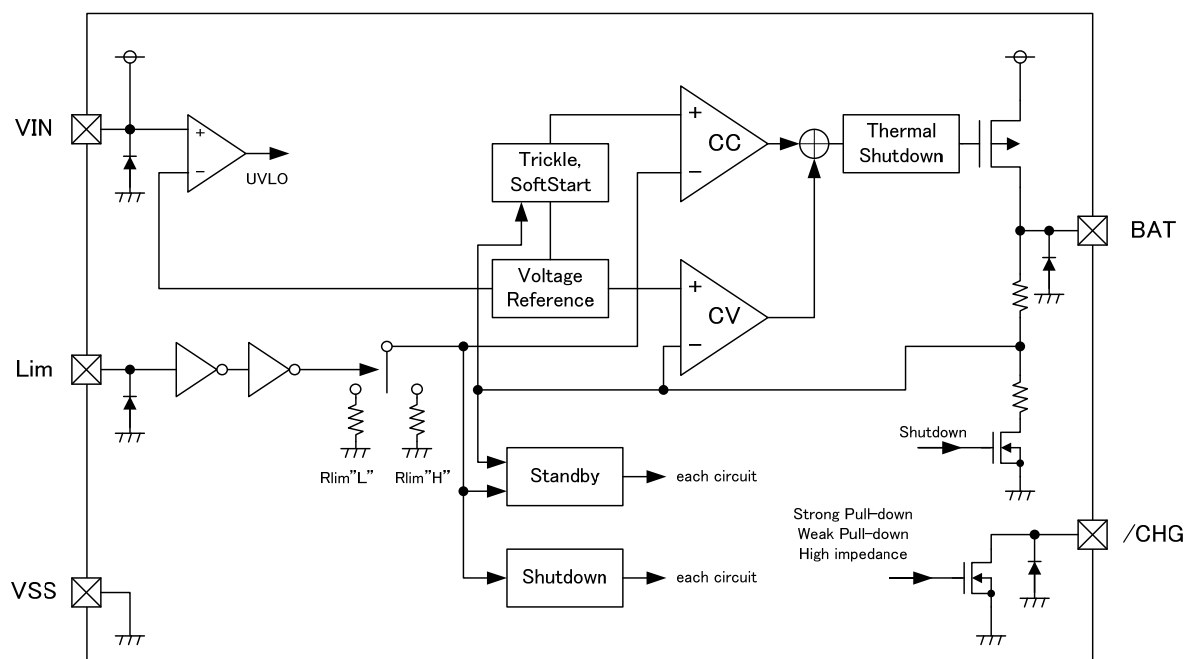 VIN
+
−
UVLO
Trickle,
SoftStart
Voltage
Reference
+
CC
−
+
CV
−
Thermal
Shutdown
BAT
Lim
Rlim"L"
Rlim"H"
Standby
each circuit
Shutdown
each circuit
Shutdown
Strong Pull-down
Weak Pull-down
High impedance
/CHG
VSS